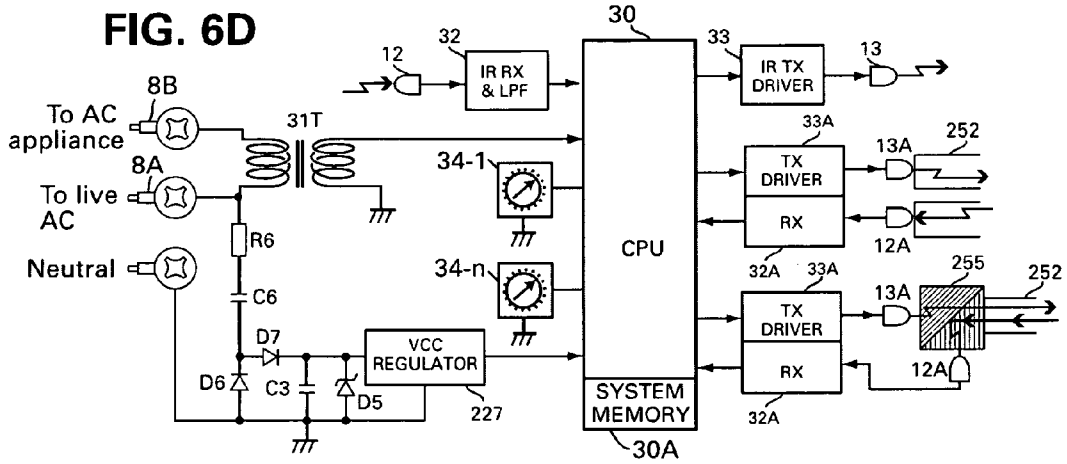 FIG. 6D
30
8B
To AC
appliance
31T
12
32
IR RX
& LPF
33
IR TX
DRIVER
13
8A
To live
AC
34-1
33A
TX
DRIVER
RX
32A
13A
252
12A
R6
CPU
Neutral
34-n
C6
33A
TX
DRIVER
RX
32A
13A
255
252
12A
D7
D6
C3
D5
VCC
REGULATOR
227
SYSTEM
MEMORY
30A